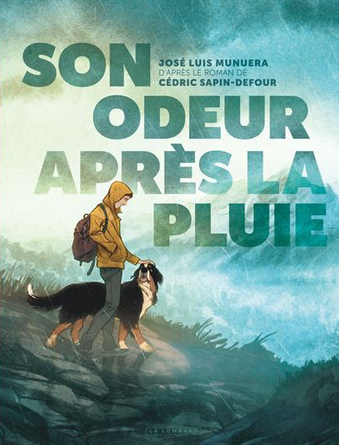 SON
JOSÉ LUIS MUNUERA
D'APRÈS LE ROMAN DE
CÉDRIC SAPIN-DEFOUR
ODEUR
APRÈS LA
PLUIE
LE LOMBARD